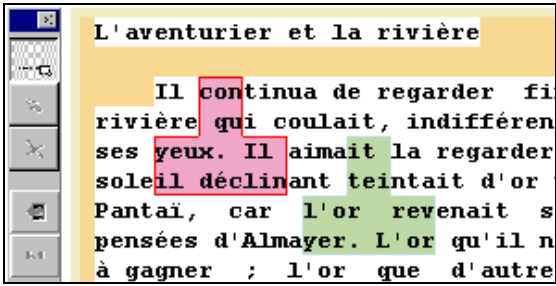 L'aventurier et la rivière
Il continua de regarder fi
rivière qui coulait, indifféren
ses yeux. Il aimait la regarder
soleil déclinant teintait d'or
Pantaï, car l'or revenait s
pensées d'Almayer. L'or qu'il n
à gagner ; l'or que d'autre